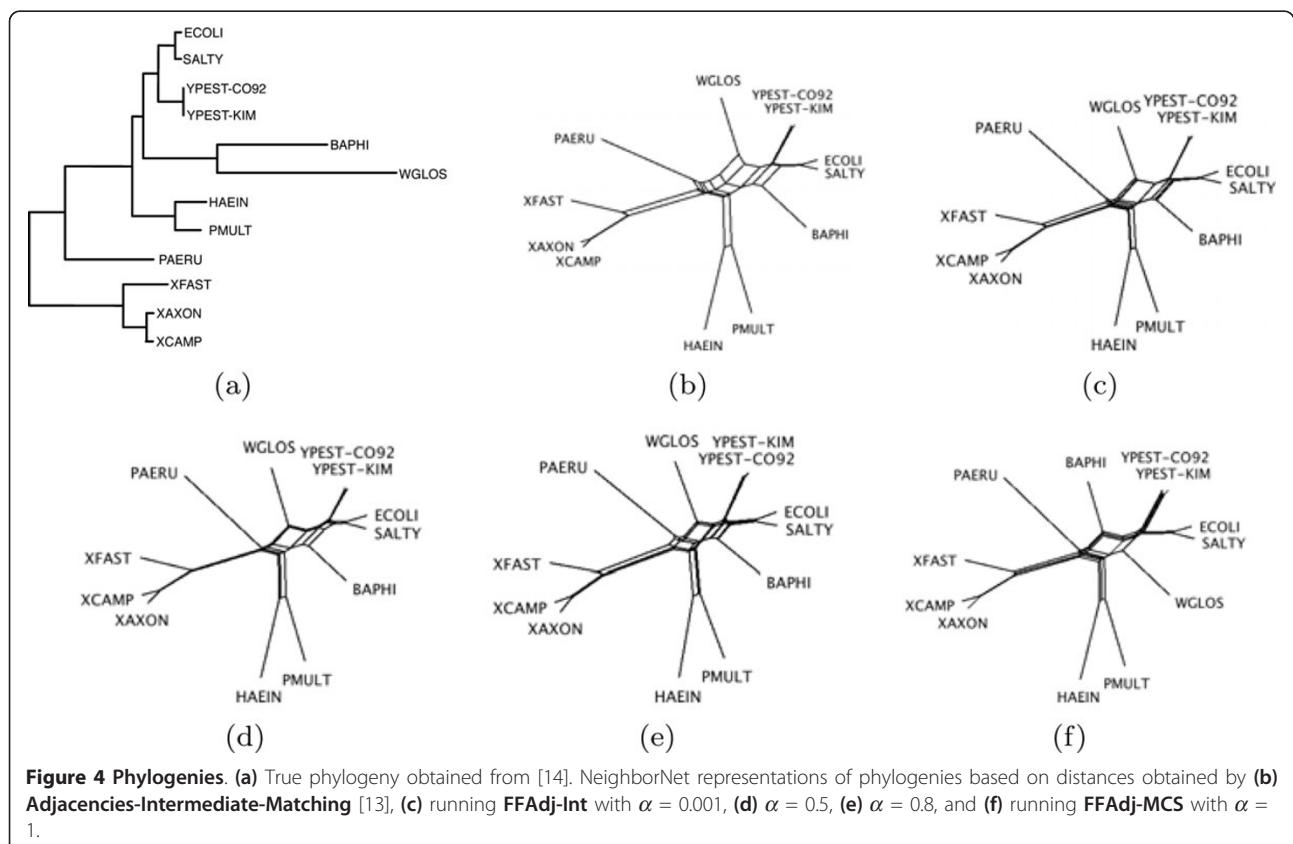 ECOLI
SALTY
YPEST-CO92
YPEST-KIM
BAPHI
WGLOS
HAEIN
PMULT
PAERU
XFAST
XAXON
XCAMP
(a)
WGLOS
YPEST-CO92
YPEST-KIM
PAERU
ECOLI
SALTY
XFAST
BAPHI
XAXON
XCAMP
PMULT
HAEIN
(b)
YPEST-CO92
WGLOS
YPEST-KIM
PAERU
ECOLI
SALTY
XFAST
BAPHI
XCAMP
XAXON
PMULT
HAEIN
(c)
WGLOS
YPEST-CO92
YPEST-KIM
PAERU
ECOLI
SALTY
XFAST
BAPHI
XCAMP
XAXON
PMULT
HAEIN
(d)
WGLOS
YPEST-KIM
YPEST-CO92
PAERU
ECOLI
SALTY
XFAST
BAPHI
XCAMP
XAXON
PMULT
HAEIN
(e)
BAPHI
YPEST-CO92
YPEST-KIM
PAERU
ECOLI
SALTY
XFAST
WGLOS
XCAMP
XAXON
PMULT
HAEIN
(f)
Figure 4 Phylogenies. (a) True phylogeny obtained from [14]. NeighborNet representations of phylogenies based on distances obtained by (b)
Adjacencies-Intermediate-Matching [13], (c) running FFAdj-Int with α = 0.001, (d) α = 0.5, (e) α = 0.8, and (f) running FFAdj-MCS with α =
1.